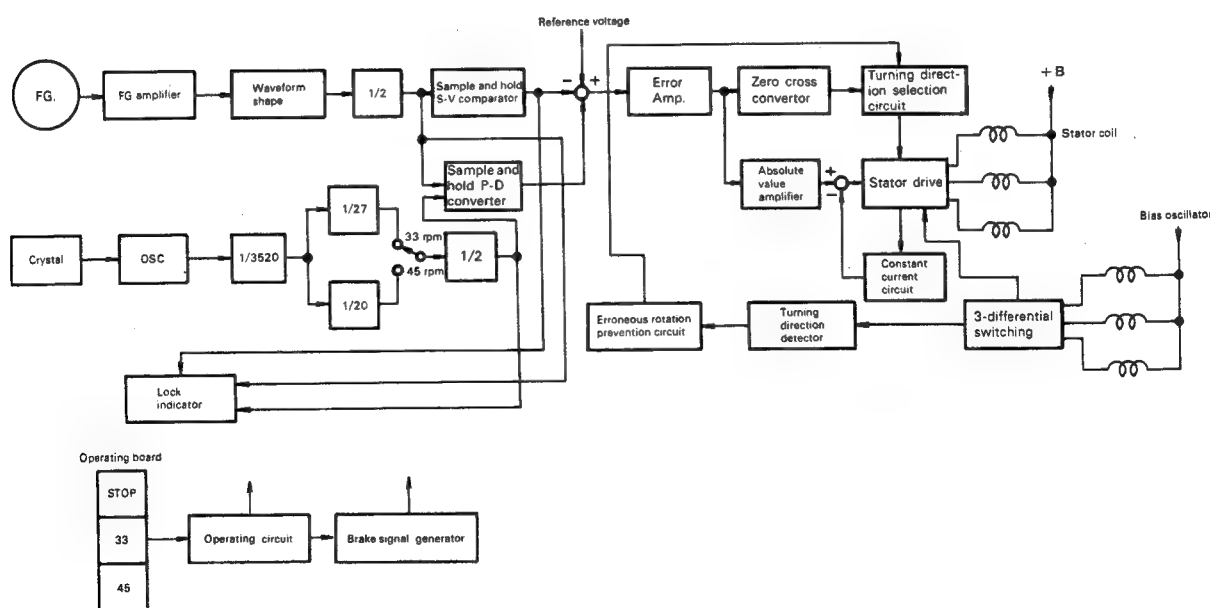 Reference voltage
FG.
FG amplifier
Waveform
shape
1/2
Sample and hold
S-V comparator
−
+
Error
Amp.
Zero cross
convertor
Turning direct-
ion selection
circuit
+B
Stator coil
Sample and
hold P-D
converter
Absolute
value
amplifier
+
−
Stator drive
Bias oscillator
Crystal
OSC
1/3520
1/27
1/20
33 rpm
45 rpm
1/2
Constant
current
circuit
Erroneous rotation
prevention circuit
Turning
direction
detector
3-differential
switching
Lock
indicator
Operating board
STOP
33
45
Operating circuit
Brake signal generator